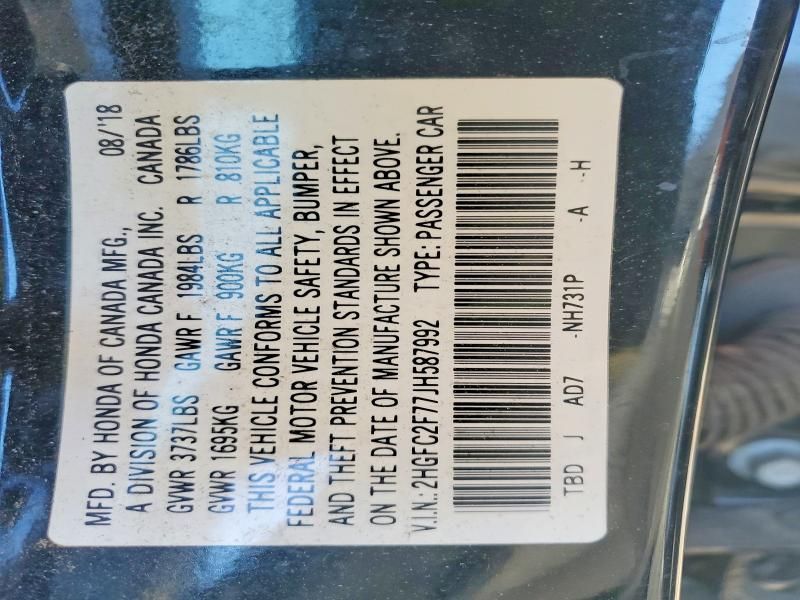 MFD. BY HONDA OF CANADA MFG., 08/'18
A DIVISION OF HONDA CANADA INC. CANADA
GVWR 3737LBS GAWR F 1984LBS R 1786LBS
GVWR 1695KG GAWR F 900KG R 810KG
THIS VEHICLE CONFORMS TO ALL APPLICABLE
FEDERAL MOTOR VEHICLE SAFETY, BUMPER,
AND THEFT PREVENTION STANDARDS IN EFFECT
ON THE DATE OF MANUFACTURE SHOWN ABOVE.
V.I.N.: 2HGFC2F77JH587992 TYPE: PASSENGER CAR
TBD J AD7 -NH731P -A -H